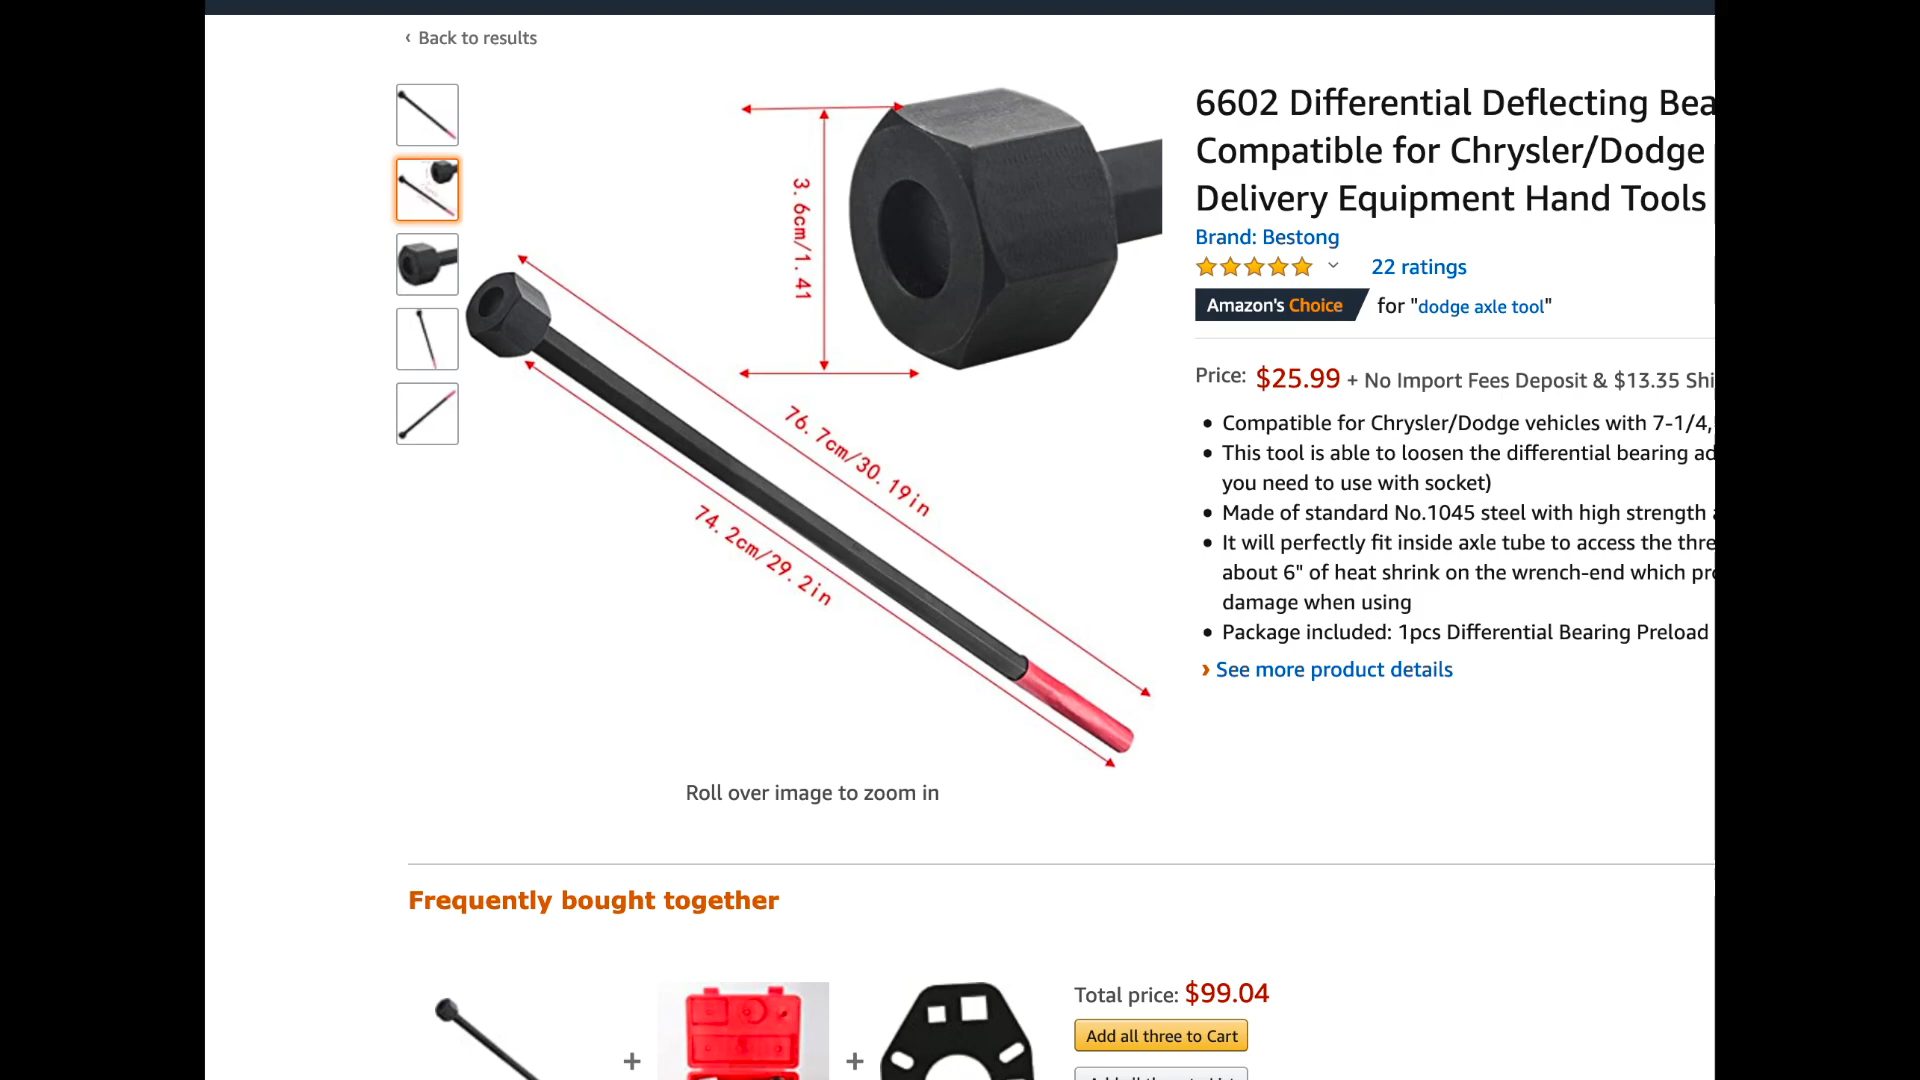 ‹ Back to results
6602 Differential Deflecting Bea
Compatible for Chrysler/Dodge
Delivery Equipment Hand Tools
Brand: Bestong
22 ratings
Amazon's Choice for "dodge axle tool"
Price: $25.99 + No Import Fees Deposit & $13.35 Shi
• Compatible for Chrysler/Dodge vehicles with 7-1/4,
• This tool is able to loosen the differential bearing ad
you need to use with socket)
• Made of standard No.1045 steel with high strength
• It will perfectly fit inside axle tube to access the thre
about 6" of heat shrink on the wrench-end which pr
damage when using
• Package included: 1pcs Differential Bearing Preload
› See more product details
3.6cm/1.41
76.7cm/30.19in
74.2cm/29.2in
Roll over image to zoom in
Frequently bought together
+
+
Total price: $99.04
Add all three to Cart